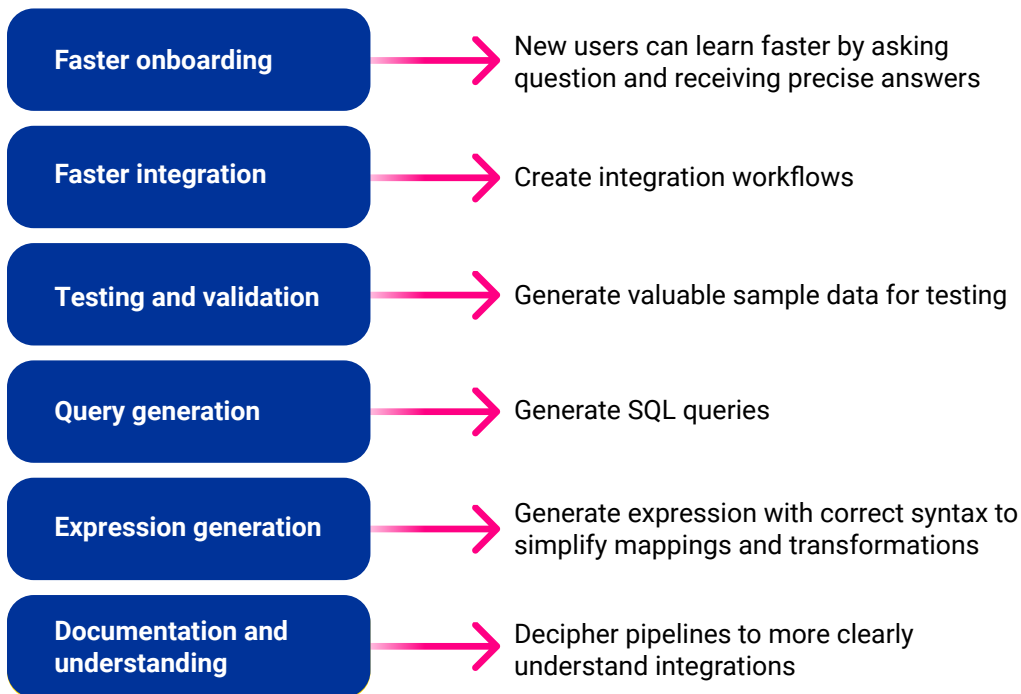 Faster onboarding
New users can learn faster by asking
question and receiving precise answers
Faster integration
Create integration workflows
Testing and validation
Generate valuable sample data for testing
Query generation
Generate SQL queries
Expression generation
Generate expression with correct syntax to
simplify mappings and transformations
Documentation and
understanding
Decipher pipelines to more clearly
understand integrations